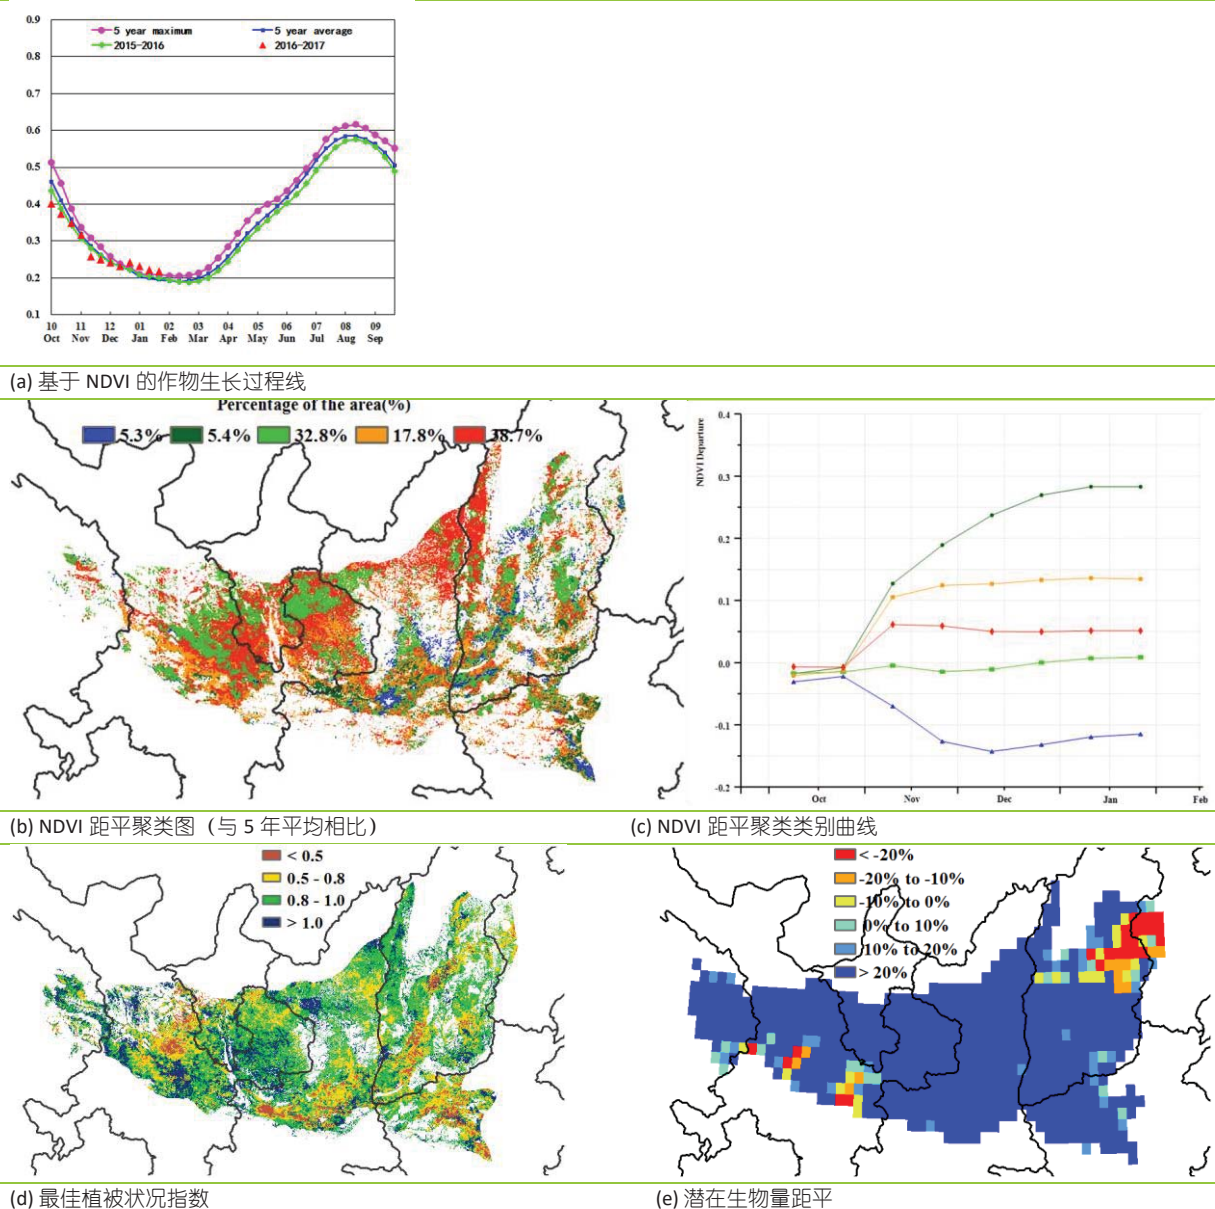 0.9
5 year maximum 5 year average
2015-2016 2016-2017
0.8
0.7
0.6
0.5
0.4
0.3
0.2
0.1
10 11 12 01 02 03 04 05 06 07 08 09
Oct Nov Dec Jan Feb Mar Apr May Jun Jul Aug Sep
(a) 基于 NDVI 的作物生长过程线
Percentage of the area(%)
5.3% 5.4% 32.8% 17.8% 38.7%
NDVI Departure
0.4
0.3
0.2
0.1
0.0
-0.1
-0.2
Oct Nov Dec Jan Feb
(b) NDVI 距平聚类图（与 5 年平均相比）
(c) NDVI 距平聚类类别曲线
< 0.5
0.5 - 0.8
0.8 - 1.0
> 1.0
< -20%
-20% to -10%
-10% to 0%
0% to 10%
10% to 20%
> 20%
(d) 最佳植被状况指数
(e) 潜在生物量距平